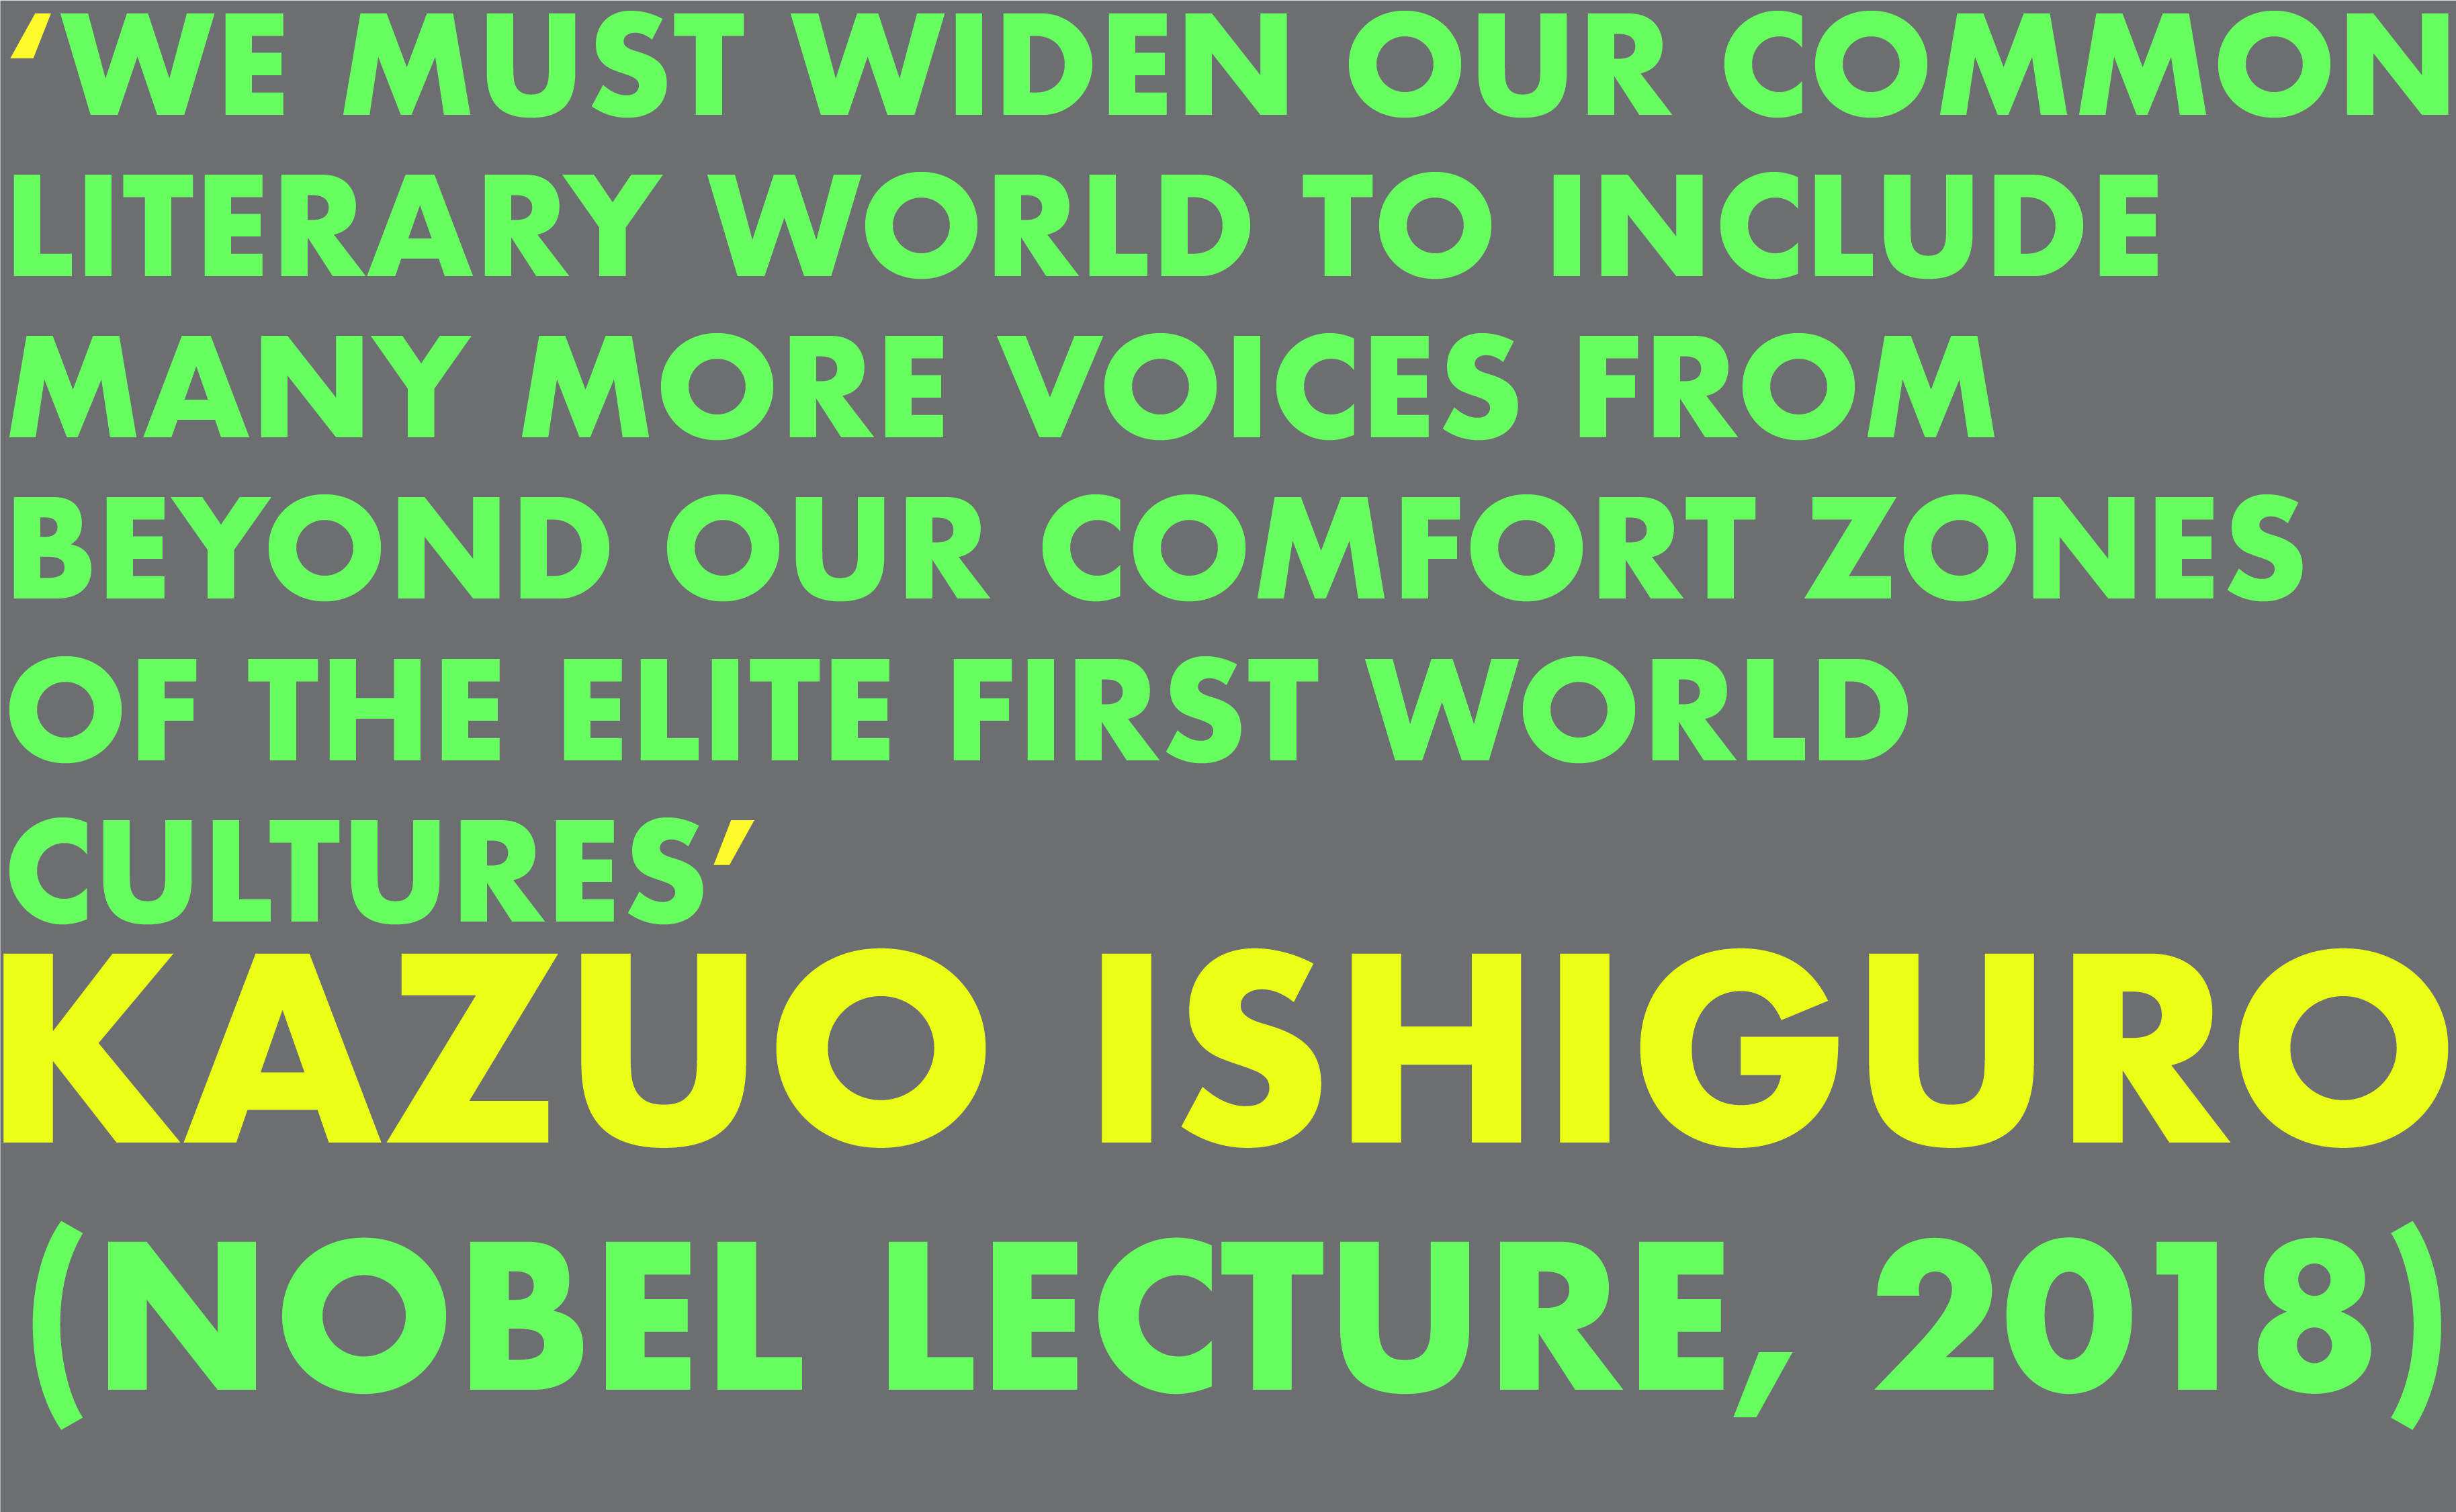 'WE MUST WIDEN OUR COMMON
LITERARY WORLD TO INCLUDE
MANY MORE VOICES FROM
BEYOND OUR COMFORT ZONES
OF THE ELITE FIRST WORLD
CULTURES'
KAZUO ISHIGURO
(NOBEL LECTURE, 2018)